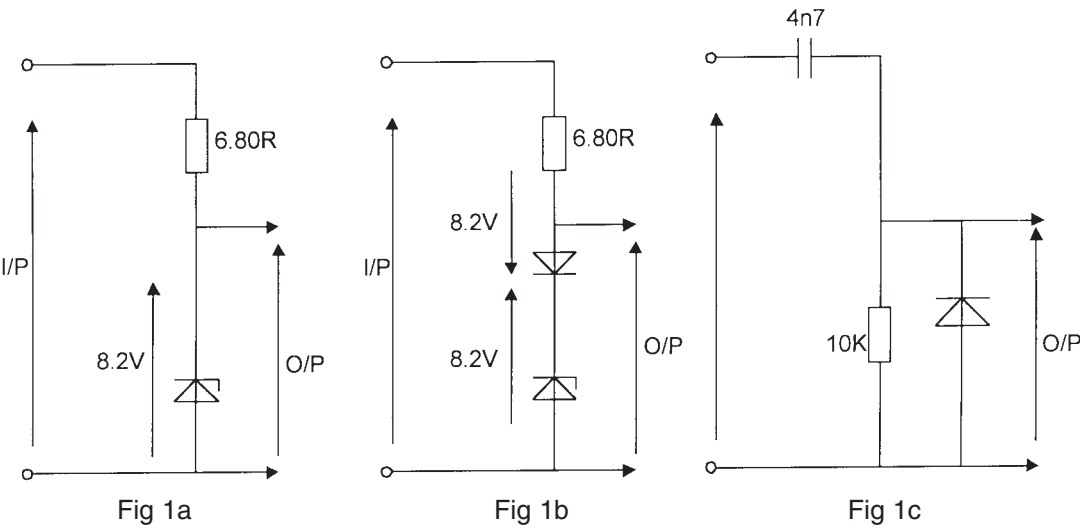 4n7
6.80R
6.80R
8.2V
I/P
I/P
8.2V
O/P
8.2V
O/P
10K
O/P
Fig 1a
Fig 1b
Fig 1c